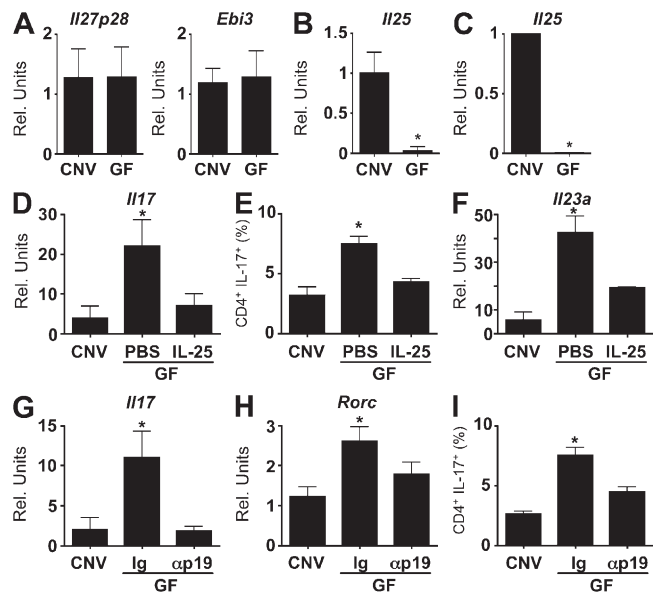 A Il27p28
Rel. Units
2
1
0
CNV GF
Ebi3
Rel. Units
2
1
0
CNV GF
B Il25
Rel. Units
1.5
1
0.5
0
*
CNV GF
C Il25
Rel. Units
1
0.5
0
*
CNV GF
D Il17
Rel. Units
30
20
10
0
*
CNV PBS IL-25
GF
E
CD4⁺ IL-17⁺ (%)
10
5
0
*
CNV PBS IL-25
GF
F Il23a
Rel. Units
50
30
10
0
*
CNV PBS IL-25
GF
G Il17
Rel. Units
15
10
5
0
*
CNV Ig αp19
GF
H Rorc
Rel. Units
3
2
1
0
*
CNV Ig αp19
GF
I
CD4⁺ IL-17⁺ (%)
10
5
0
*
CNV Ig αp19
GF